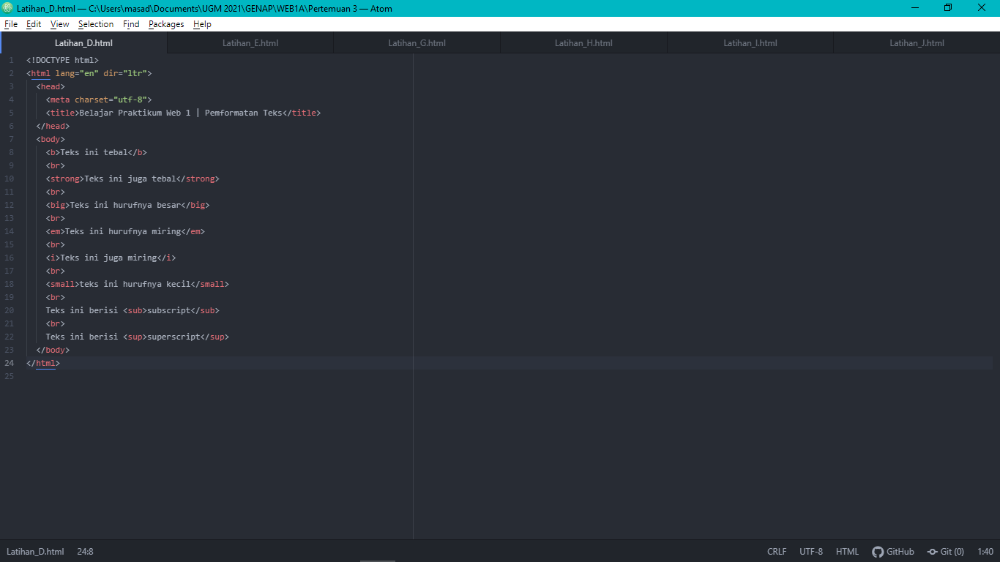 Latihan_D.html — C:\Users\masad\Documents\UGM 2021\GENAP\WEB1A\Pertemuan 3 — Atom
File Edit View Selection Find Packages Help
Latihan_D.html Latihan_E.html Latihan_G.html Latihan_H.html Latihan_I.html Latihan_J.html
1 <!DOCTYPE html>
2 <html lang="en" dir="ltr">
3 <head>
4 <meta charset="utf-8">
5 <title>Belajar Praktikum Web 1 | Pemformatan Teks</title>
6 </head>
7 <body>
8 <b>Teks ini tebal</b>
9 <br>
10 <strong>Teks ini juga tebal</strong>
11 <br>
12 <big>Teks ini hurufnya besar</big>
13 <br>
14 <em>Teks ini hurufnya miring</em>
15 <br>
16 <i>Teks ini juga miring</i>
17 <br>
18 <small>teks ini hurufnya kecil</small>
19 <br>
20 Teks ini berisi <sub>subscript</sub>
21 <br>
22 Teks ini berisi <sup>superscript</sup>
23 </body>
24 </html>
25
Latihan_D.html 24:8 CRLF UTF-8 HTML GitHub Git (0) 1:40